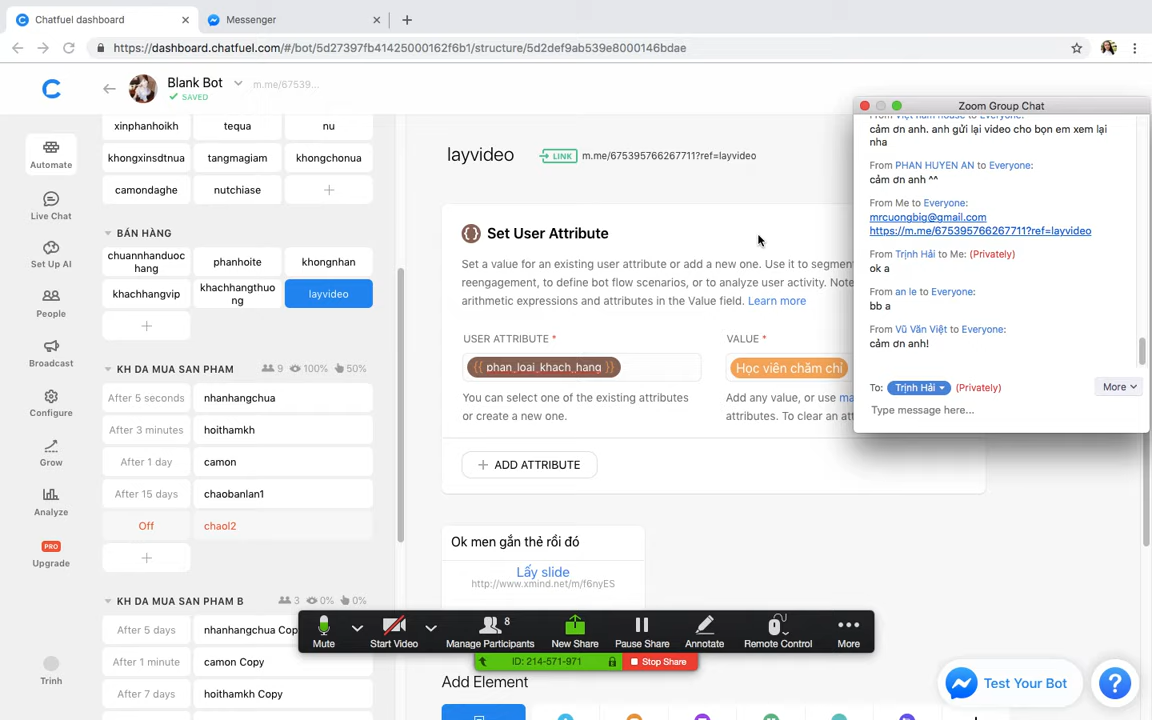 Chatfuel dashboard
Messenger
https://dashboard.chatfuel.com/#/bot/5d27397fb41425000162f6b1/structure/5d2def9ab539e8000146bdae
Blank Bot
SAVED
m.me/67539...
Automate
Live Chat
Set Up AI
People
Broadcast
Configure
Grow
Analyze
PRO
Upgrade
Trinh
xinphanhoikh
tequa
nu
khongxinsdtnua
tangmagiam
khongchonua
camondaghe
nutchiase
BÁN HÀNG
chuannhanduoc
hang
phanhoite
khongnhan
khachhangvip
khachhangthuo
ng
layvideo
KH DA MUA SAN PHAM
9
100%
50%
After 5 seconds
nhanhangchua
After 3 minutes
hoithamkh
After 1 day
camon
After 15 days
chaobanlan1
Off
chaol2
KH DA MUA SAN PHAM B
3
0%
0%
After 5 days
nhanhangchua Cop
After 1 minute
camon Copy
After 7 days
hoithamkh Copy
layvideo
LINK
m.me/675395766267711?ref=layvideo
Set User Attribute
Set a value for an existing user attribute or add a new one. Use it to segmen
reengagement, to define bot flow scenarios, or to analyze user activity. Note
arithmetic expressions and attributes in the Value field. Learn more
USER ATTRIBUTE *
VALUE *
{{ phan_loai_khach_hang }}
Học viên chăm chỉ
You can select one of the existing attributes
or create a new one.
Add any value, or use ma
attributes. To clear an att
ADD ATTRIBUTE
Ok men gắn thẻ rồi đó
Lấy slide
http://www.xmind.net/m/f6nyES
Add Element
Zoom Group Chat
From Việt nam house to Everyone:
cảm ơn anh. anh gửi lại video cho bọn em xem lại
nha
From PHAN HUYEN AN to Everyone:
cảm ơn anh ^^
From Me to Everyone:
mrcuongbig@gmail.com
https://m.me/675395766267711?ref=layvideo
From Trịnh Hải to Me: (Privately)
ok a
From an le to Everyone:
bb a
From Vũ Văn Việt to Everyone:
cảm ơn anh!
To: Trịnh Hải (Privately)
More
Type message here...
Mute
Start Video
8
Manage Participants
New Share
Pause Share
Annotate
Remote Control
More
ID: 214-571-971
Stop Share
Test Your Bot
?